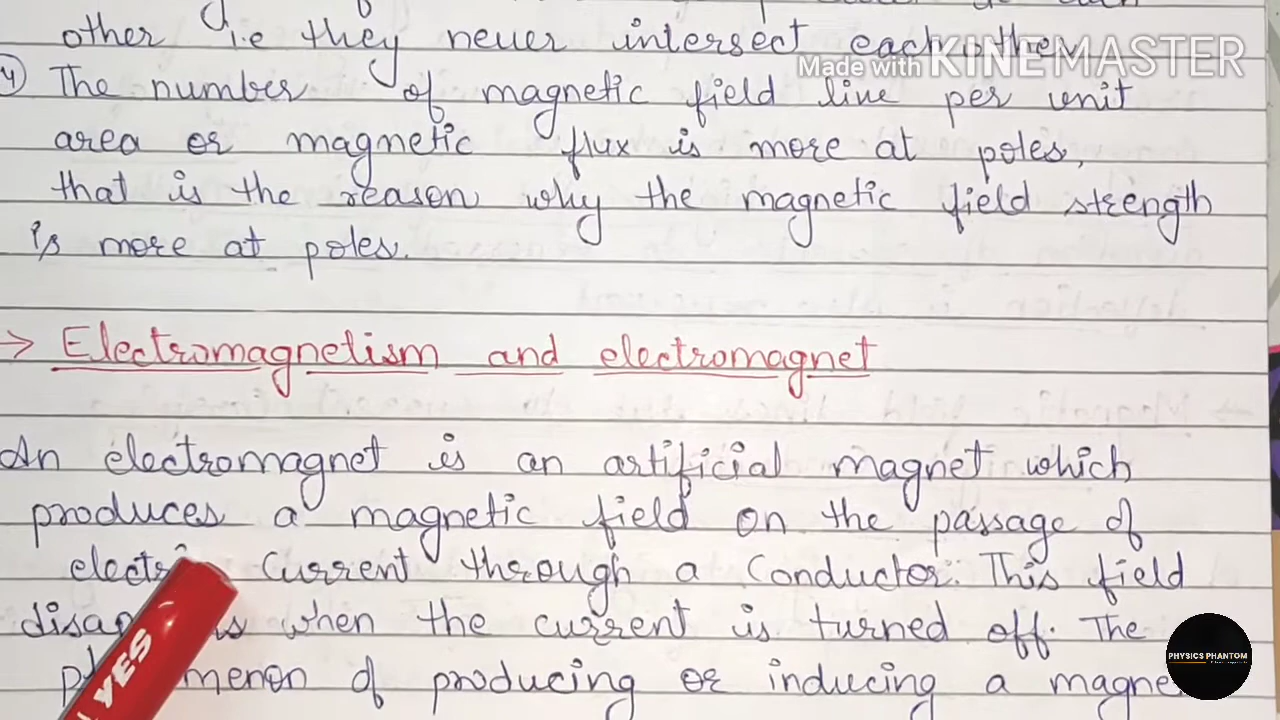 other i.e they never intersect each other
Made with KINEMASTER
4 The number of magnetic field line per unit
area or magnetic flux is more at poles,
that is the reason why the magnetic field strength
is more at poles.
→ Electromagnetism and electromagnet
An electromagnet is an artificial magnet which
produces a magnetic field on the passage of
current through a conductor. This field
when the current is turned off. The
of producing or inducing a
YES
PHYSICS PHANTOM